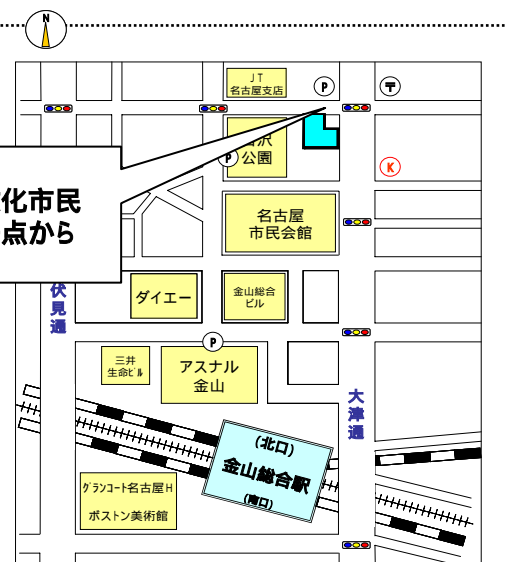 N
JT
名古屋支店
P
〒
公園
P
K
化市民
点から
名古屋
市民会館
伏見通
ダイエー
金山総合
ビル
P
三井
生命ビル
アスナル
金山
大津通
(北口)
金山総合駅
(南口)
グランコート名古屋H
ボストン美術館